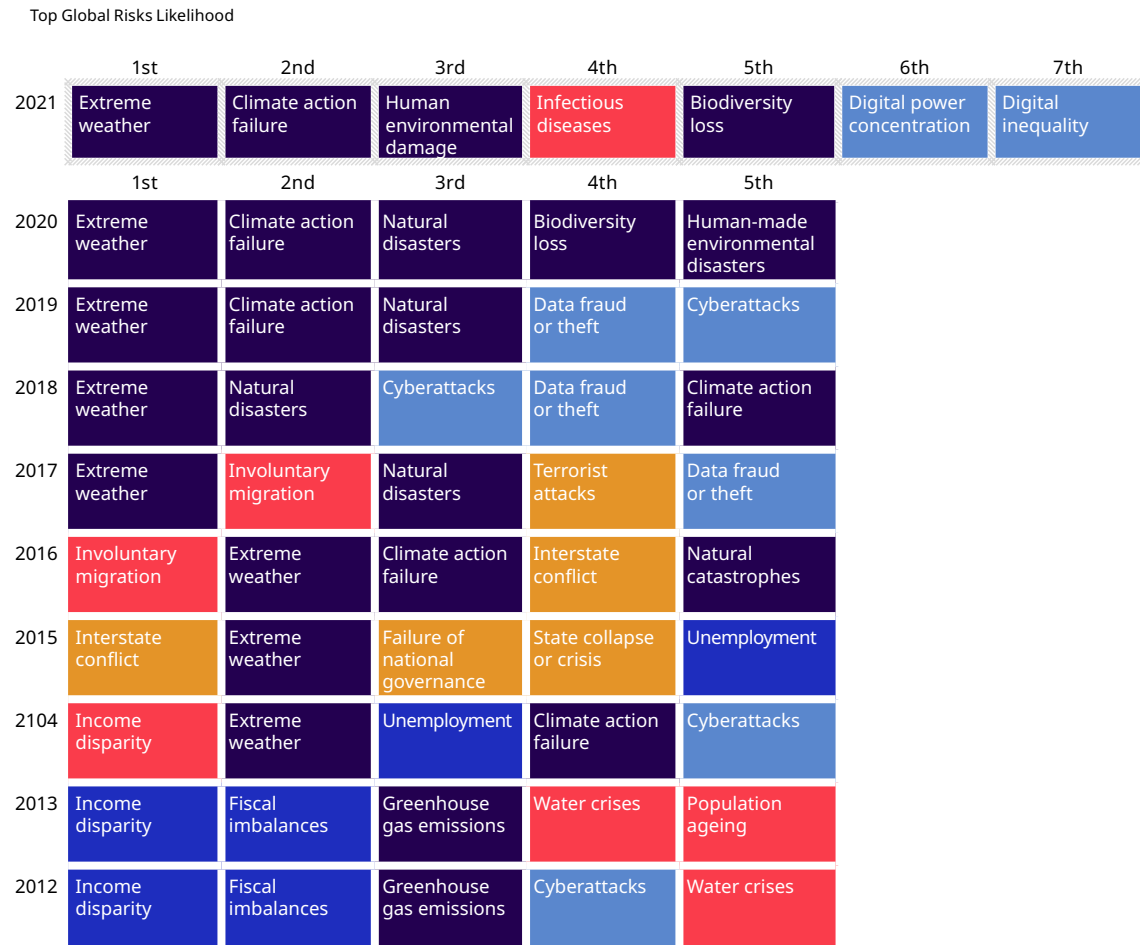 Top Global Risks Likelihood
1st 2nd 3rd 4th 5th 6th 7th
2021
Extreme
weather
Climate action
failure
Human
environmental
damage
Infectious
diseases
Biodiversity
loss
Digital power
concentration
Digital
inequality
1st 2nd 3rd 4th 5th
2020
Extreme
weather
Climate action
failure
Natural
disasters
Biodiversity
loss
Human-made
environmental
disasters
2019
Extreme
weather
Climate action
failure
Natural
disasters
Data fraud
or theft
Cyberattacks
2018
Extreme
weather
Natural
disasters
Cyberattacks
Data fraud
or theft
Climate action
failure
2017
Extreme
weather
Involuntary
migration
Natural
disasters
Terrorist
attacks
Data fraud
or theft
2016
Involuntary
migration
Extreme
weather
Climate action
failure
Interstate
conflict
Natural
catastrophes
2015
Interstate
conflict
Extreme
weather
Failure of
national
governance
State collapse
or crisis
Unemployment
2104
Income
disparity
Extreme
weather
Unemployment
Climate action
failure
Cyberattacks
2013
Income
disparity
Fiscal
imbalances
Greenhouse
gas emissions
Water crises
Population
ageing
2012
Income
disparity
Fiscal
imbalances
Greenhouse
gas emissions
Cyberattacks
Water crises